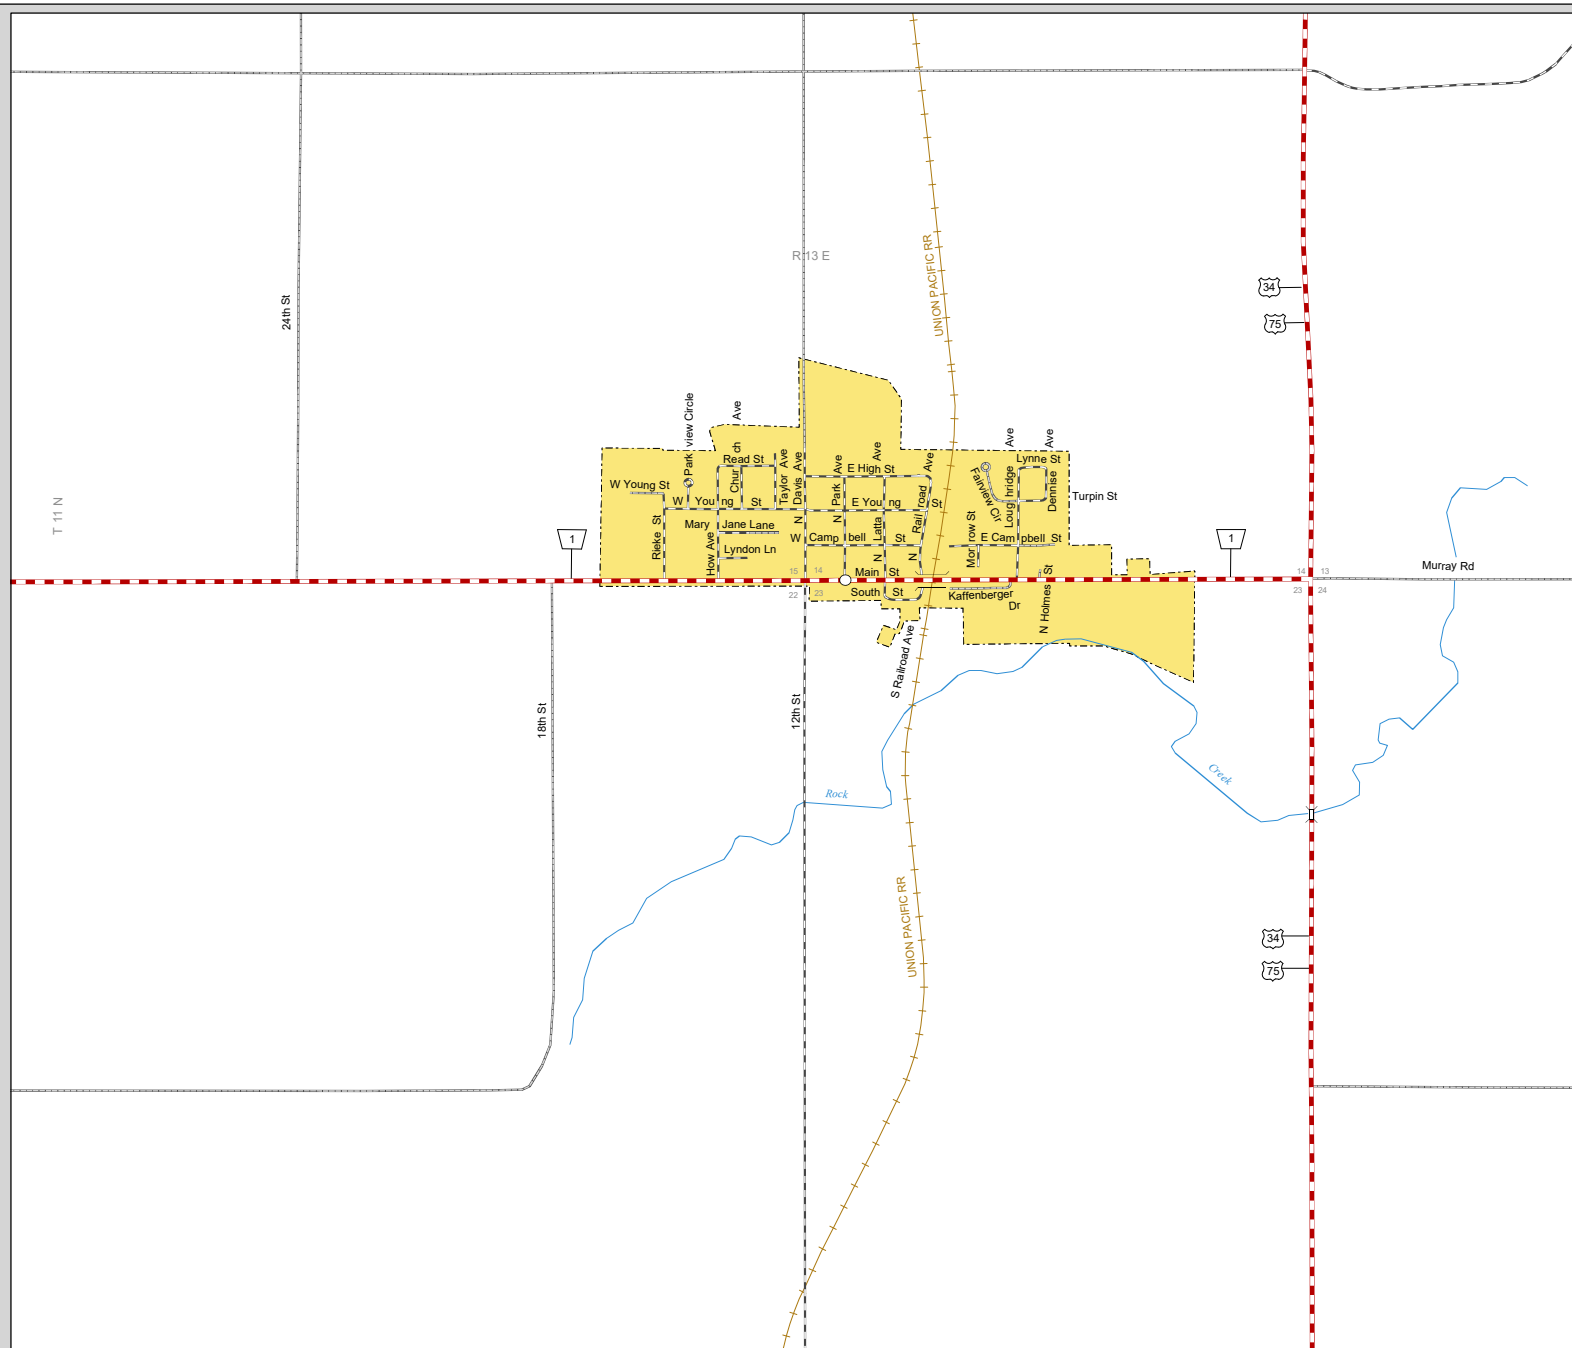 R 13 E
UNION PACIFIC RR
34
75
24th St
T 11 N
Park view Circle
Church Ave
Read St
W Young St
W Young St
Taylor Ave
N Davis Ave
N Park Ave
N Latta Ave
E High St
E Young St
N Railroad Ave
Fairview Cir
Loughridge Ave
Lynne St
Dennise Ave
Turpin St
Mary Jane Lane
Rieke St
How Ave
Lyndon Ln
W Campbell St
E Campbell St
Morrow St
1
1
15 14
22 23
Main St
South St
Kaffenberger Dr
N Holmes St
14 13
23 24
Murray Rd
S Railroad Ave
18th St
12th St
Rock
Creek
UNION PACIFIC RR
34
75